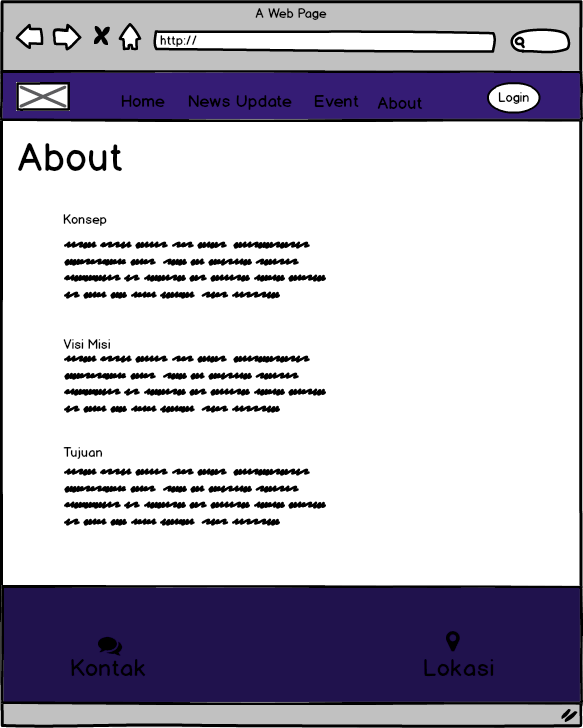 A Web Page
http://
Home News Update Event About Login
About
Konsep
Visi Misi
Tujuan
Kontak Lokasi